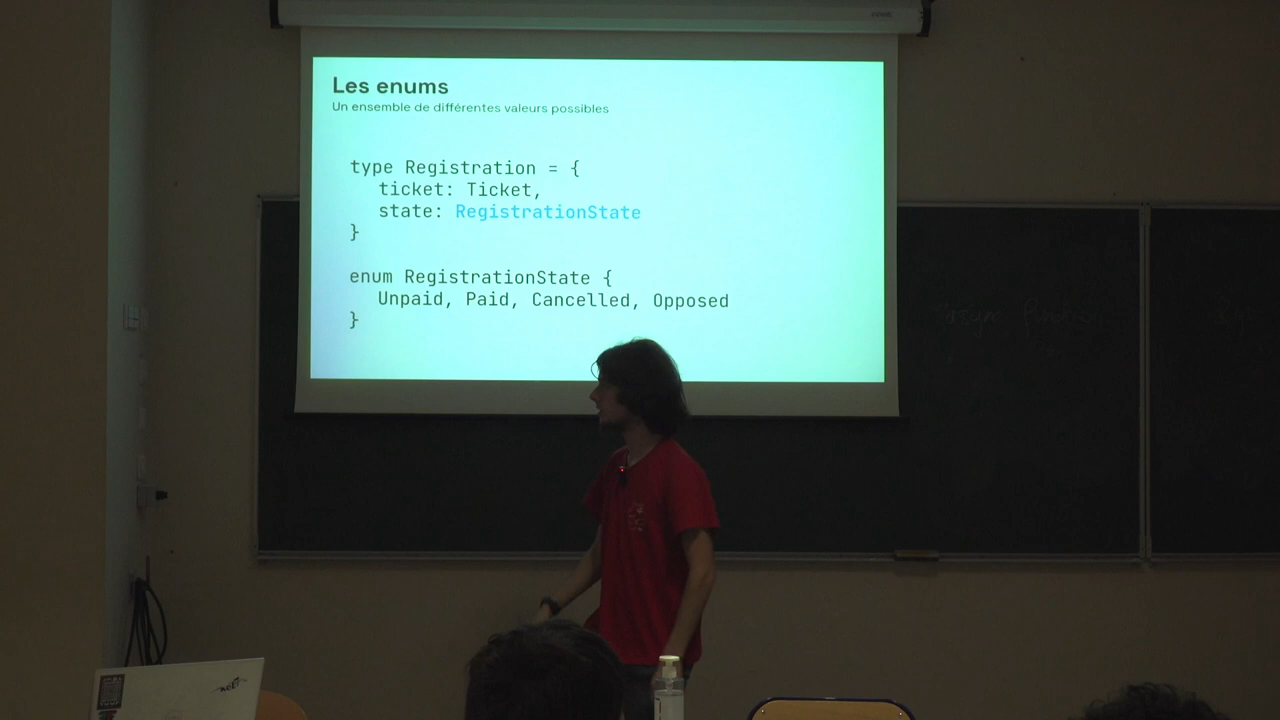 Les enums
Un ensemble de différentes valeurs possibles
type Registration = {
ticket: Ticket,
state: RegistrationState
}
enum RegistrationState {
Unpaid, Paid, Cancelled, Opposed
}